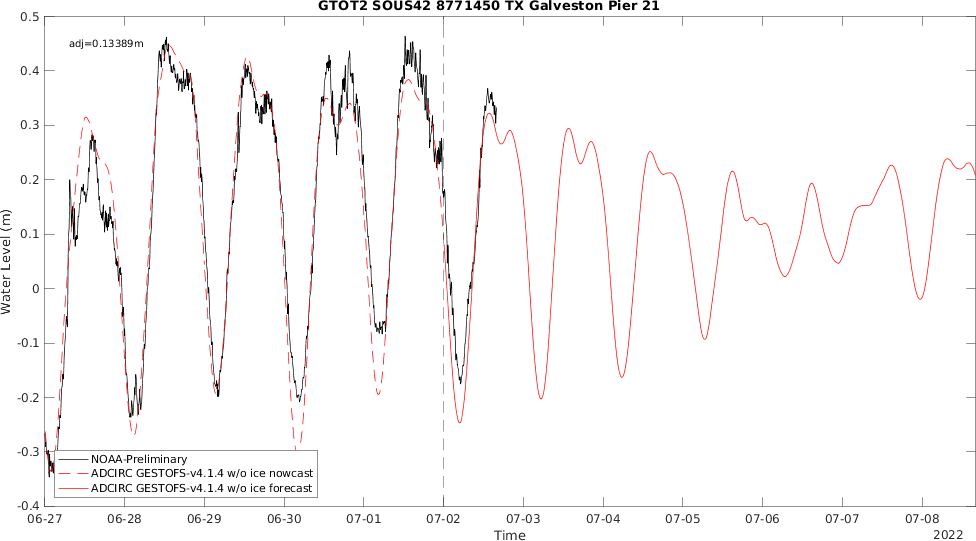 GTOT2 SOUS42 8771450 TX Galveston Pier 21
adj=0.13389m
0.5
0.4
0.3
0.2
0.1
0
-0.1
-0.2
-0.3
-0.4
Water Level (m)
NOAA-Preliminary
ADCIRC GESTOFS-v4.1.4 w/o ice nowcast
ADCIRC GESTOFS-v4.1.4 w/o ice forecast
06-27 06-28 06-29 06-30 07-01 07-02 07-03 07-04 07-05 07-06 07-07 07-08
Time
2022